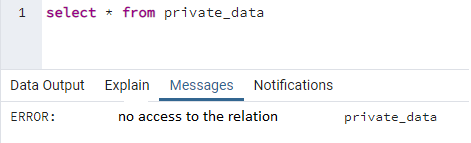 1 select * from private_data
Data Output Explain Messages Notifications
ERROR: no access to the relation private_data